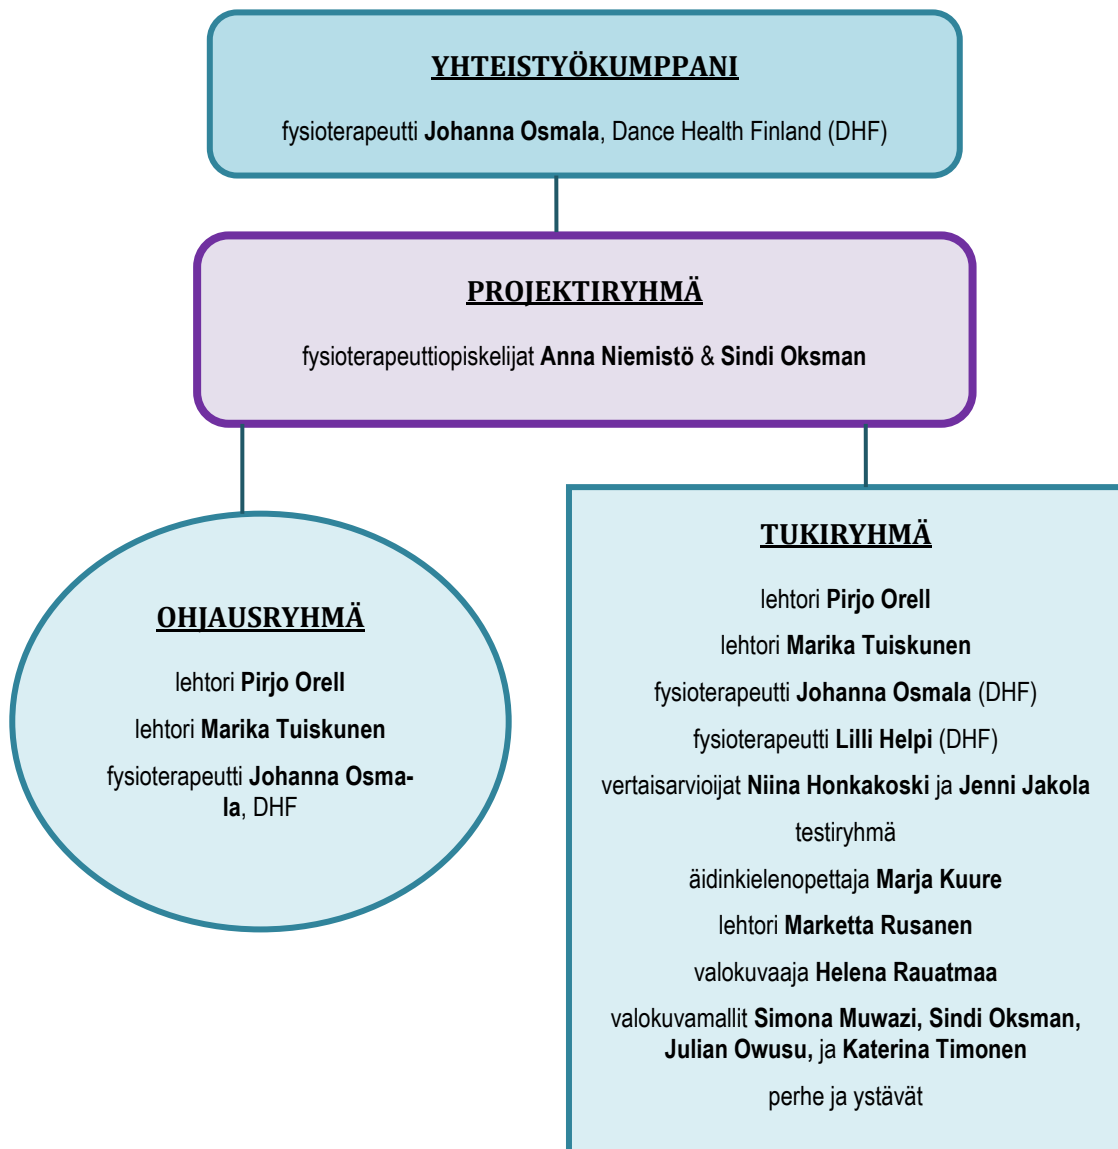 YHTEISTYÖKUMPPANI
fysioterapeutti Johanna Osmala, Dance Health Finland (DHF)
PROJEKTIRYHMÄ
fysioterapeuttiopiskelijat Anna Niemistö & Sindi Oksman
OHJAUSRYHMÄ
lehtori Pirjo Orell
lehtori Marika Tuiskunen
fysioterapeutti Johanna Osma-
la, DHF
TUKIRYHMÄ
lehtori Pirjo Orell
lehtori Marika Tuiskunen
fysioterapeutti Johanna Osmala (DHF)
fysioterapeutti Lilli Helpi (DHF)
vertaisarvioijat Niina Honkakoski ja Jenni Jakola
testiryhmä
äidinkielenopettaja Marja Kuure
lehtori Marketta Rusanen
valokuvaaja Helena Rauatmaa
valokuvamallit Simona Muwazi, Sindi Oksman,
Julian Owusu, ja Katerina Timonen
perhe ja ystävät